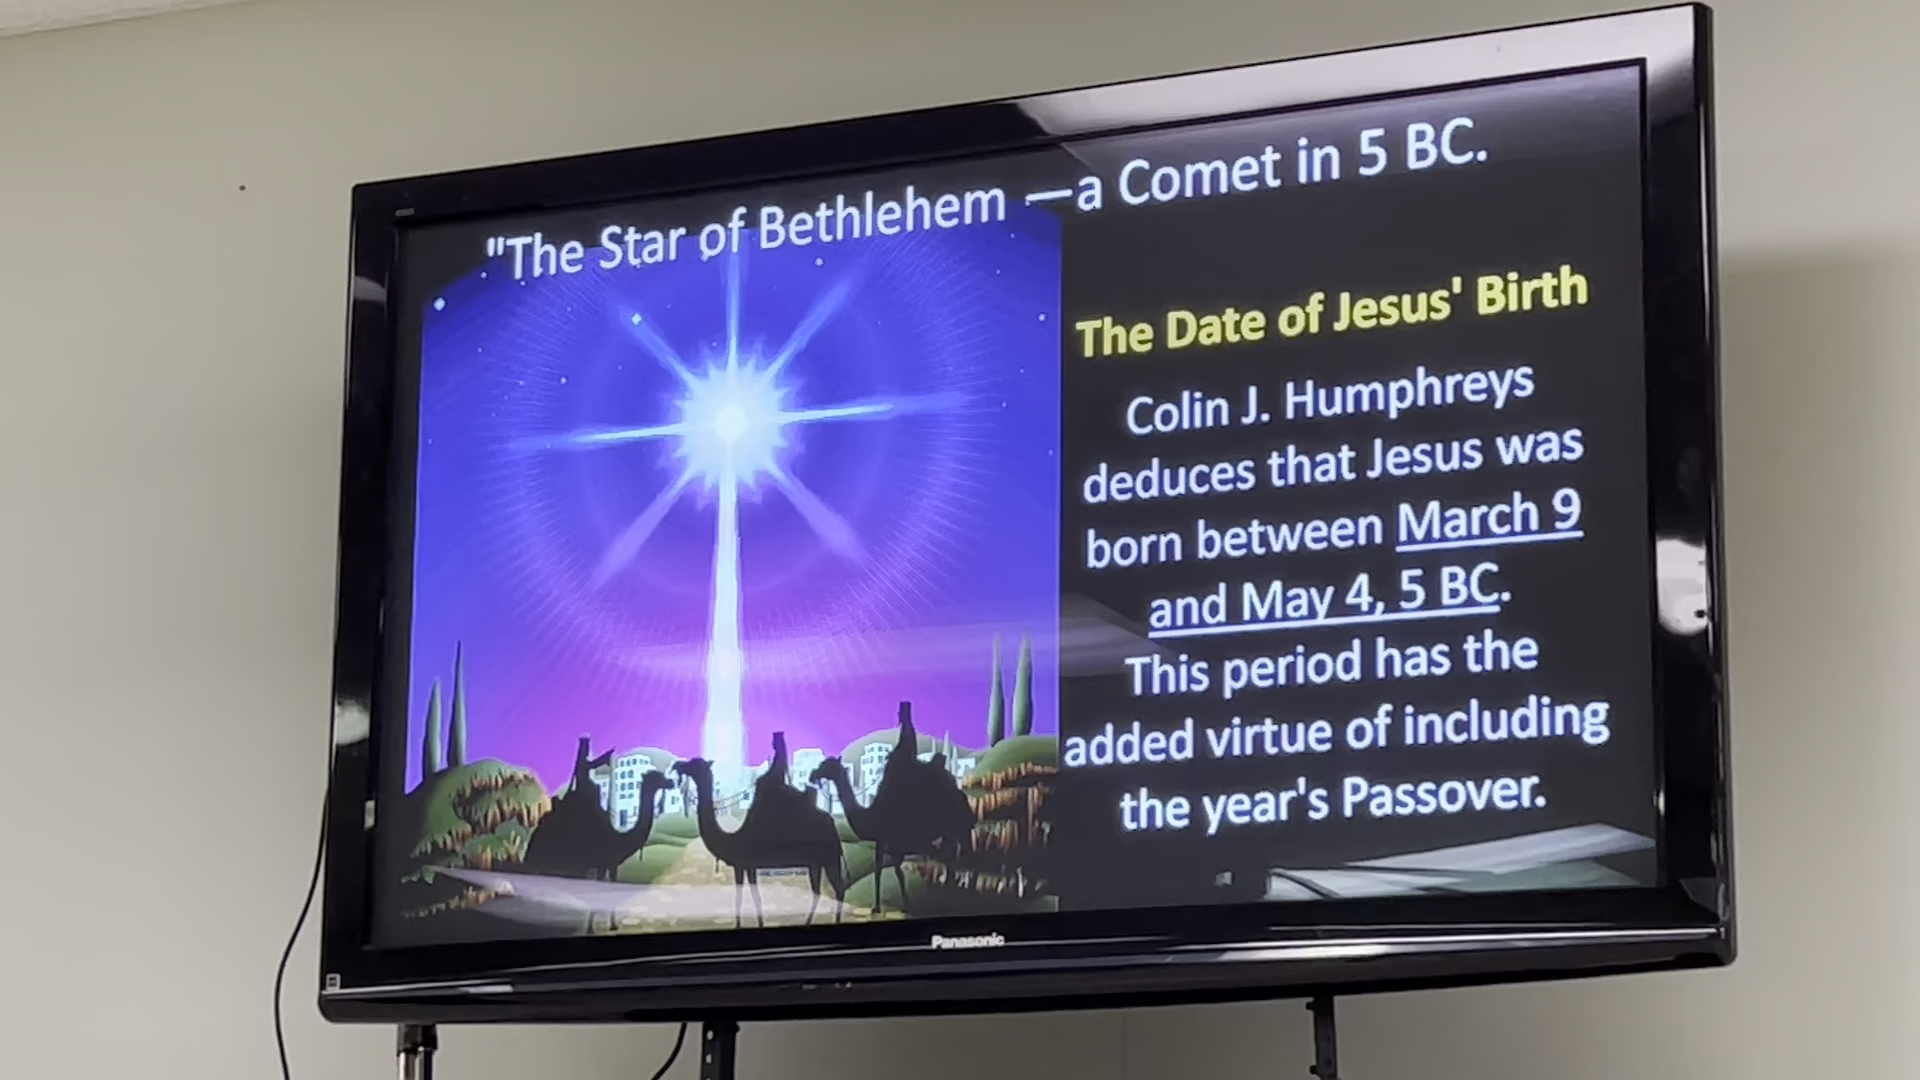 "The Star of Bethlehem —a Comet in 5 BC.
The Date of Jesus' Birth
Colin J. Humphreys
deduces that Jesus was
born between March 9
and May 4, 5 BC.
This period has the
added virtue of including
the year's Passover.
Panasonic